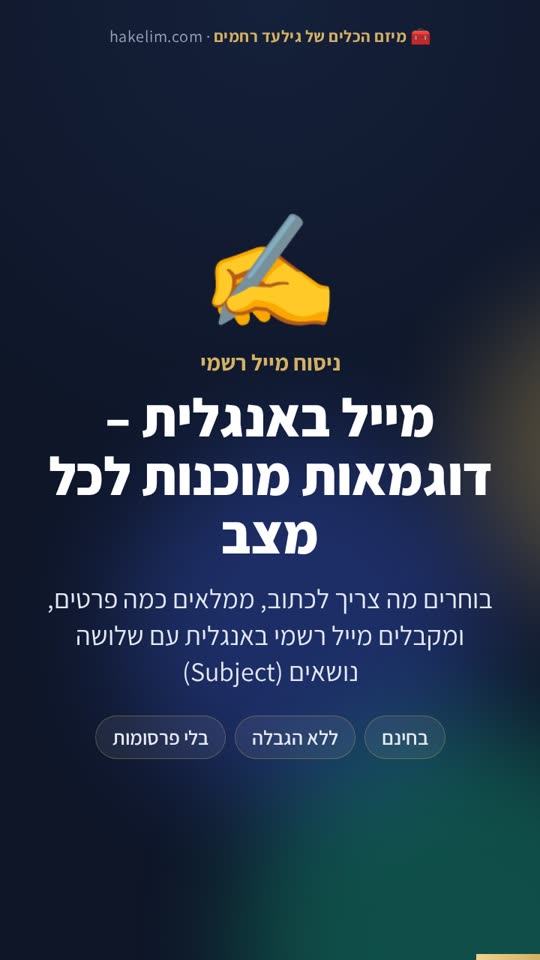 🧰 מיזם הכלים של גילעד רחמים · hakelim.com
ניסוח מייל רשמי
מייל באנגלית –
דוגמאות מוכנות לכל
מצב
בוחרים מה צריך לכתוב, ממלאים כמה פרטים,
ומקבלים מייל רשמי באנגלית עם שלושה
נושאים (Subject)
בחינם
ללא הגבלה
בלי פרסומות